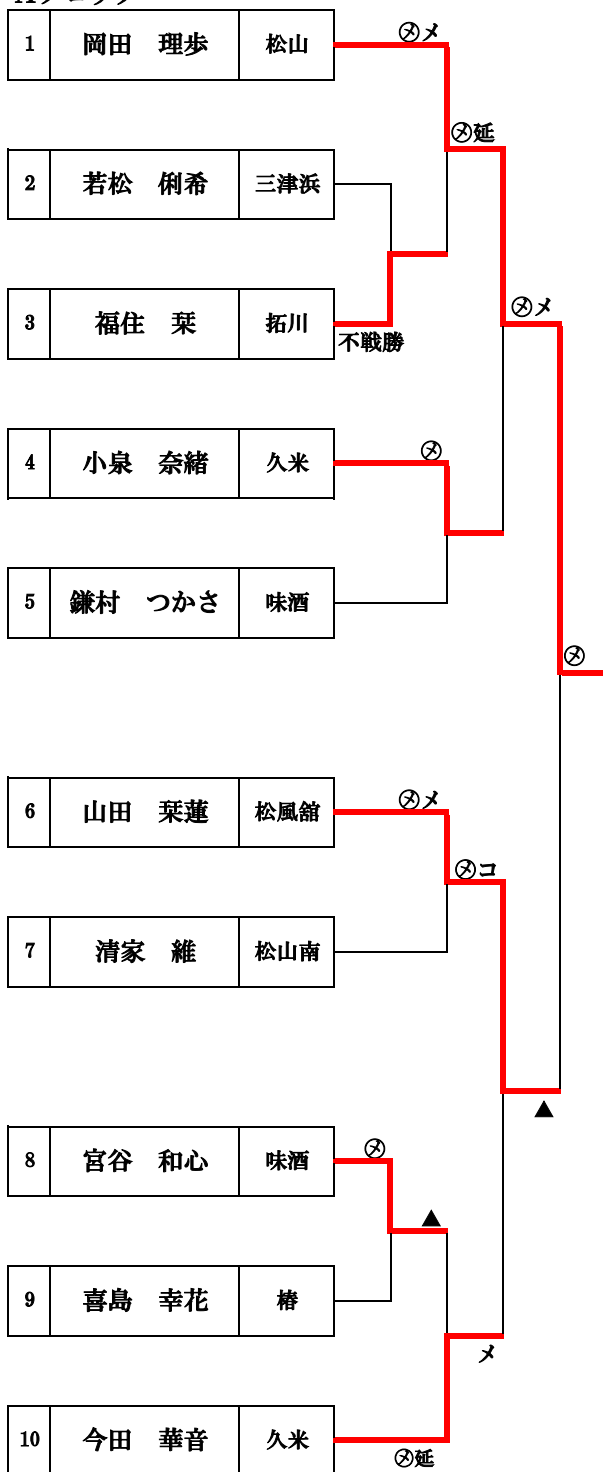 1 岡田 理歩 松山 ㋱メ
㋱延
2 若松 俐希 三津浜
3 福住 栞 拓川
不戦勝
㋱メ
4 小泉 奈緒 久米 ㋱
5 鎌村 つかさ 味酒
㋱
6 山田 栞蓮 松風舘 ㋱メ
㋱コ
7 清家 維 松山南
▲
8 宮谷 和心 味酒 ㋱
▲
9 喜島 幸花 椿
メ
10 今田 華音 久米
㋱延